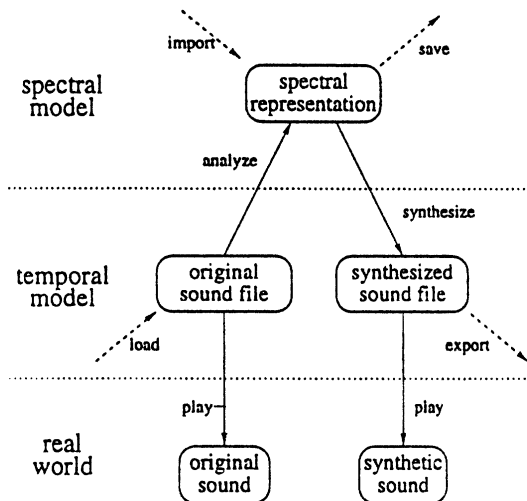 import
save
spectral
model
spectral
representation
analyze
synthesize
temporal
model
original
sound file
synthesized
sound file
load
export
play
play
real
world
original
sound
synthetic
sound